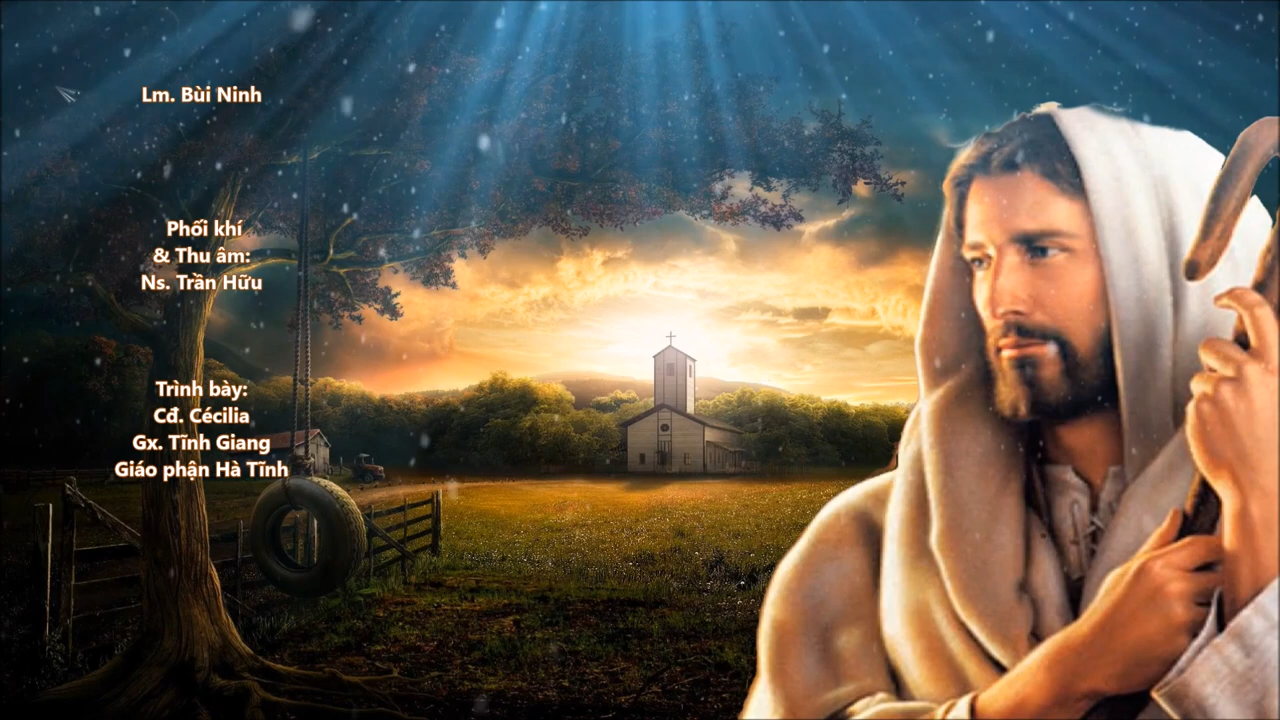 Lm. Bùi Ninh
Phối khí
& Thu âm:
Ns. Trần Hữu
Trình bày:
Cđ. Cécilia
Gx. Tĩnh Giang
Giáo phận Hà Tĩnh